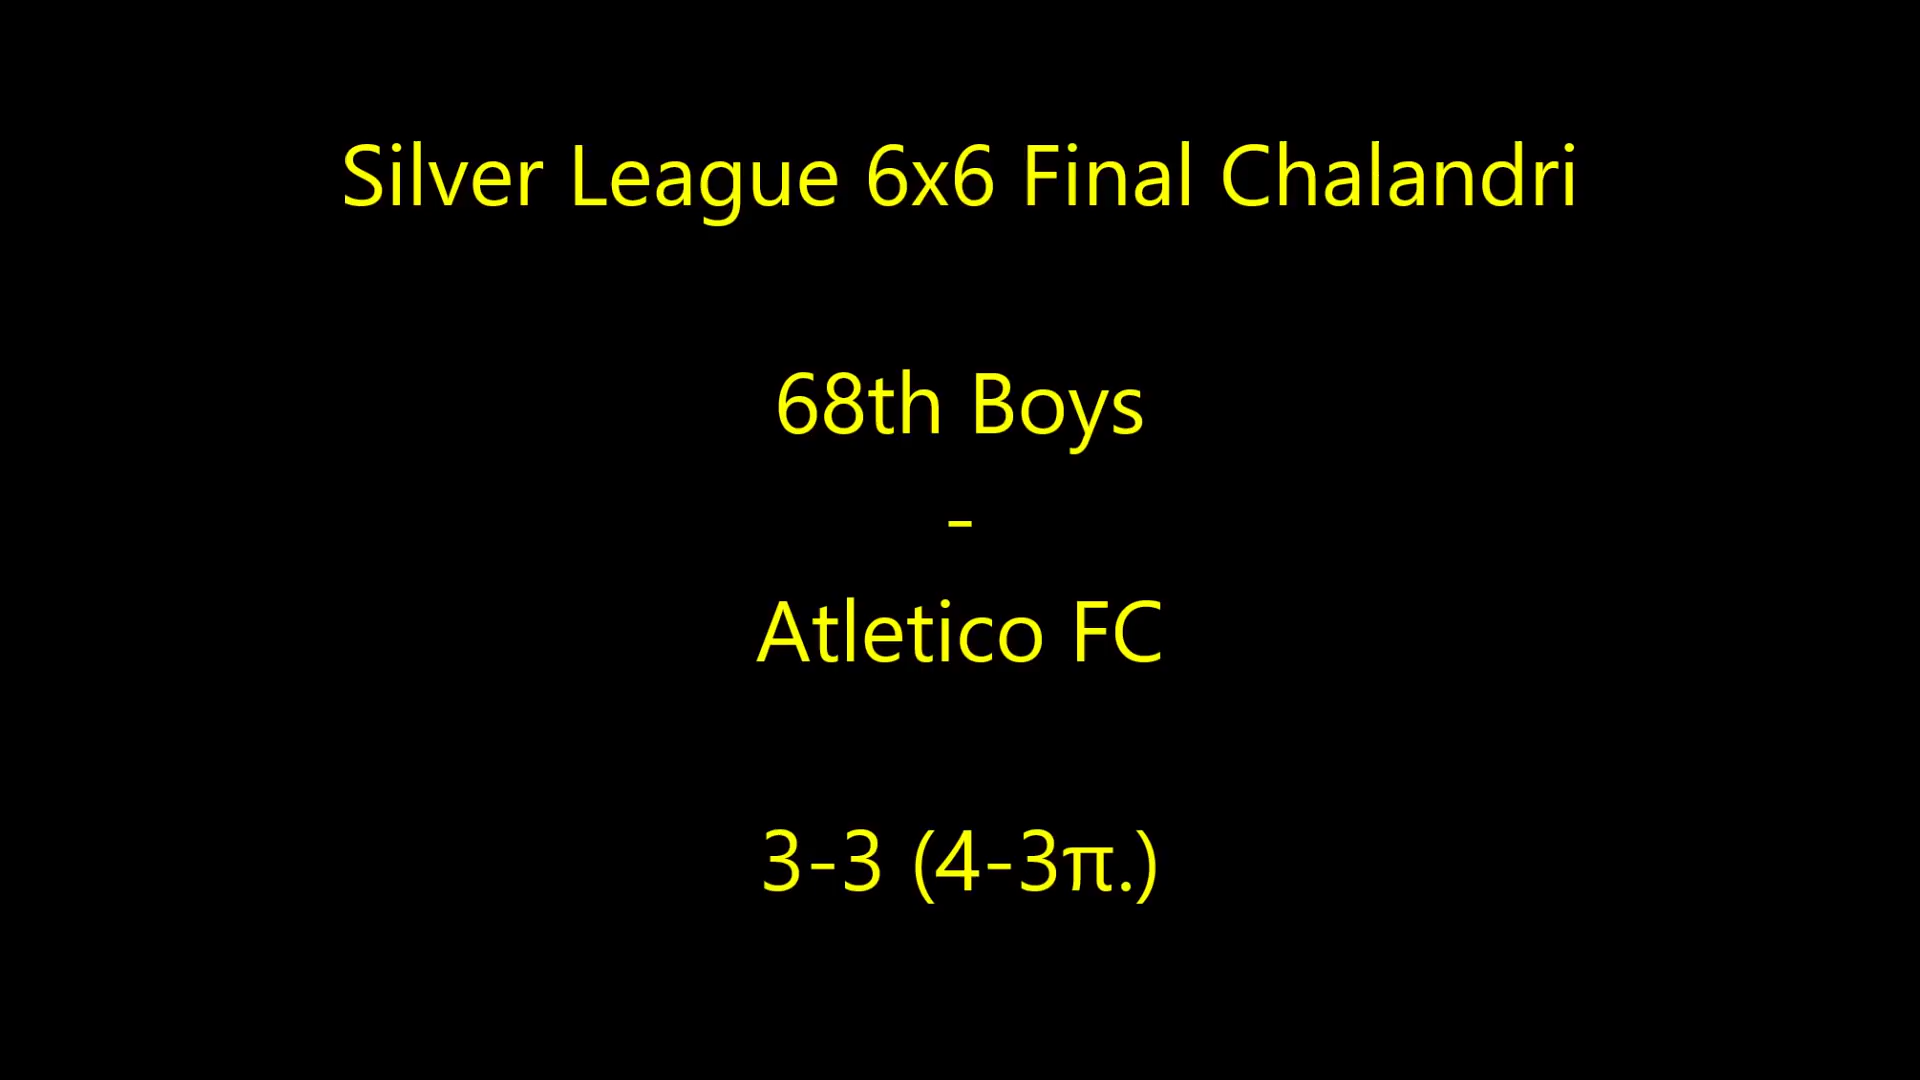 Silver League 6x6 Final Chalandri
68th Boys
-
Atletico FC
3-3 (4-3π.)